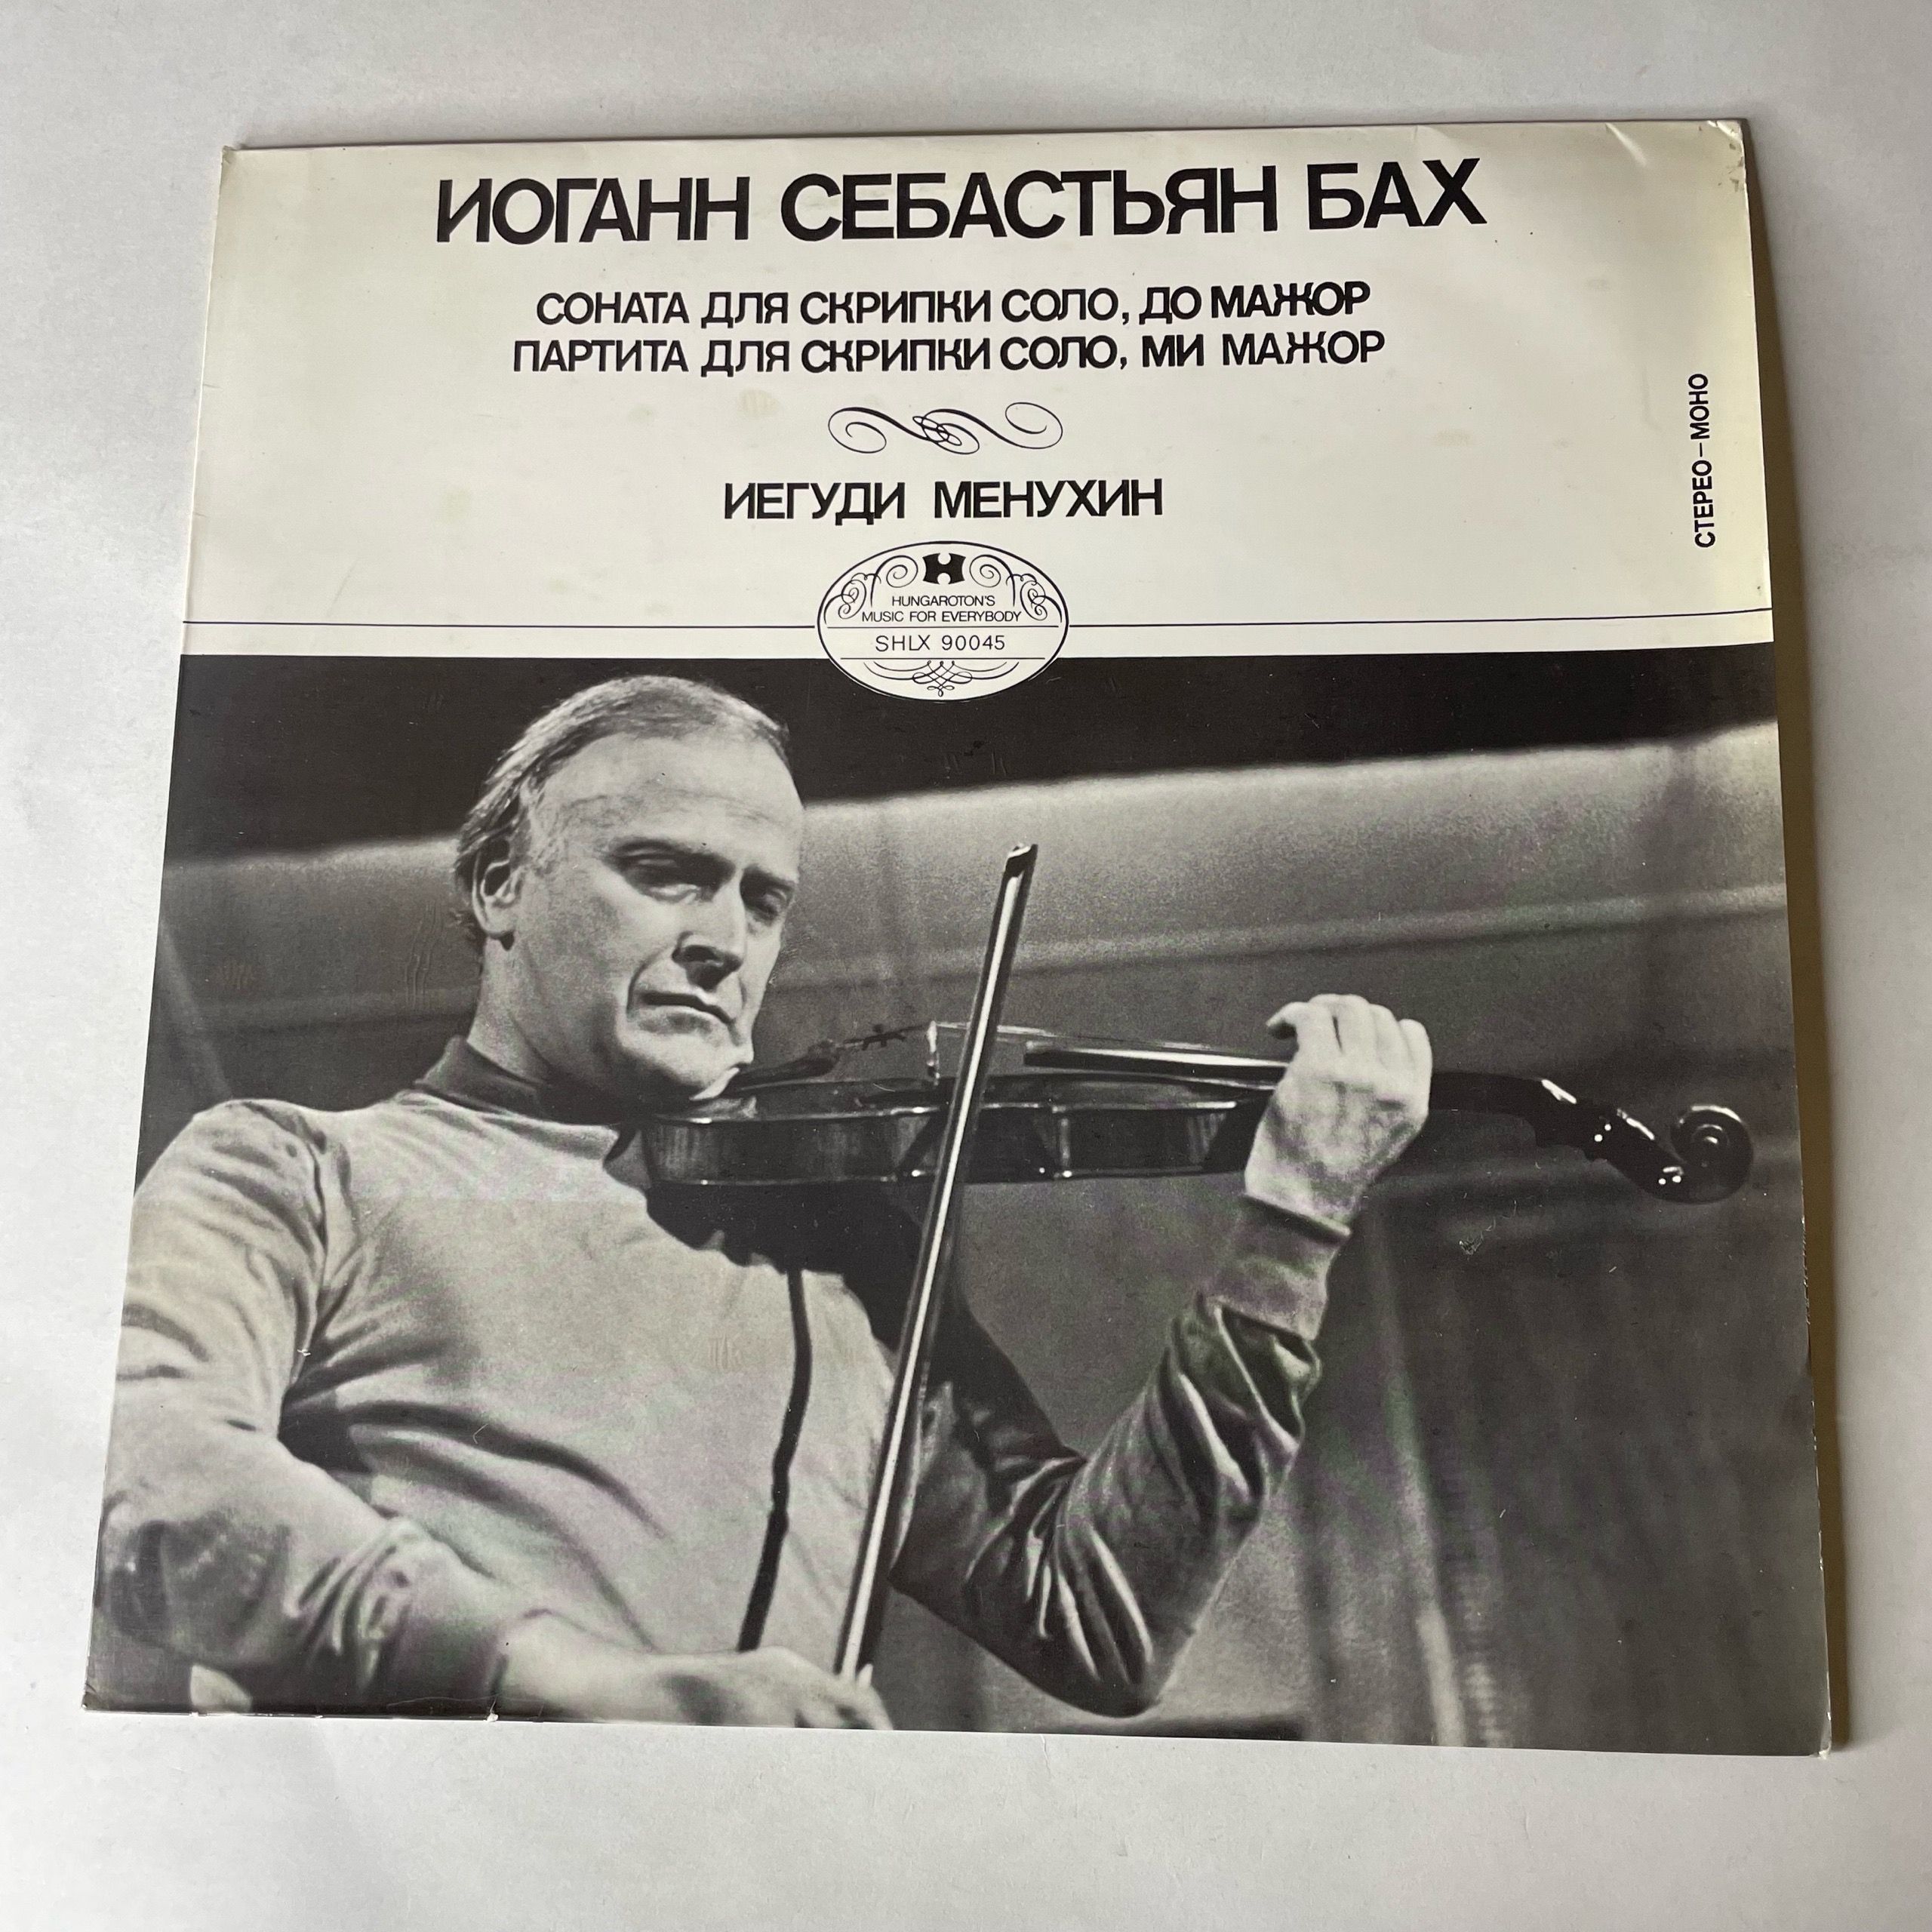 ИОГАНН СЕБАСТЬЯН БАХ
СОНАТА ДЛЯ СКРИПКИ СОЛО, ДО МАЖОР
ПАРТИТА ДЛЯ СКРИПКИ СОЛО, МИ МАЖОР
ИЕГУДИ МЕНУХИН
СТЕРЕО–МОНО
HUNGAROTON'S
MUSIC FOR EVERYBODY
SHLX 90045